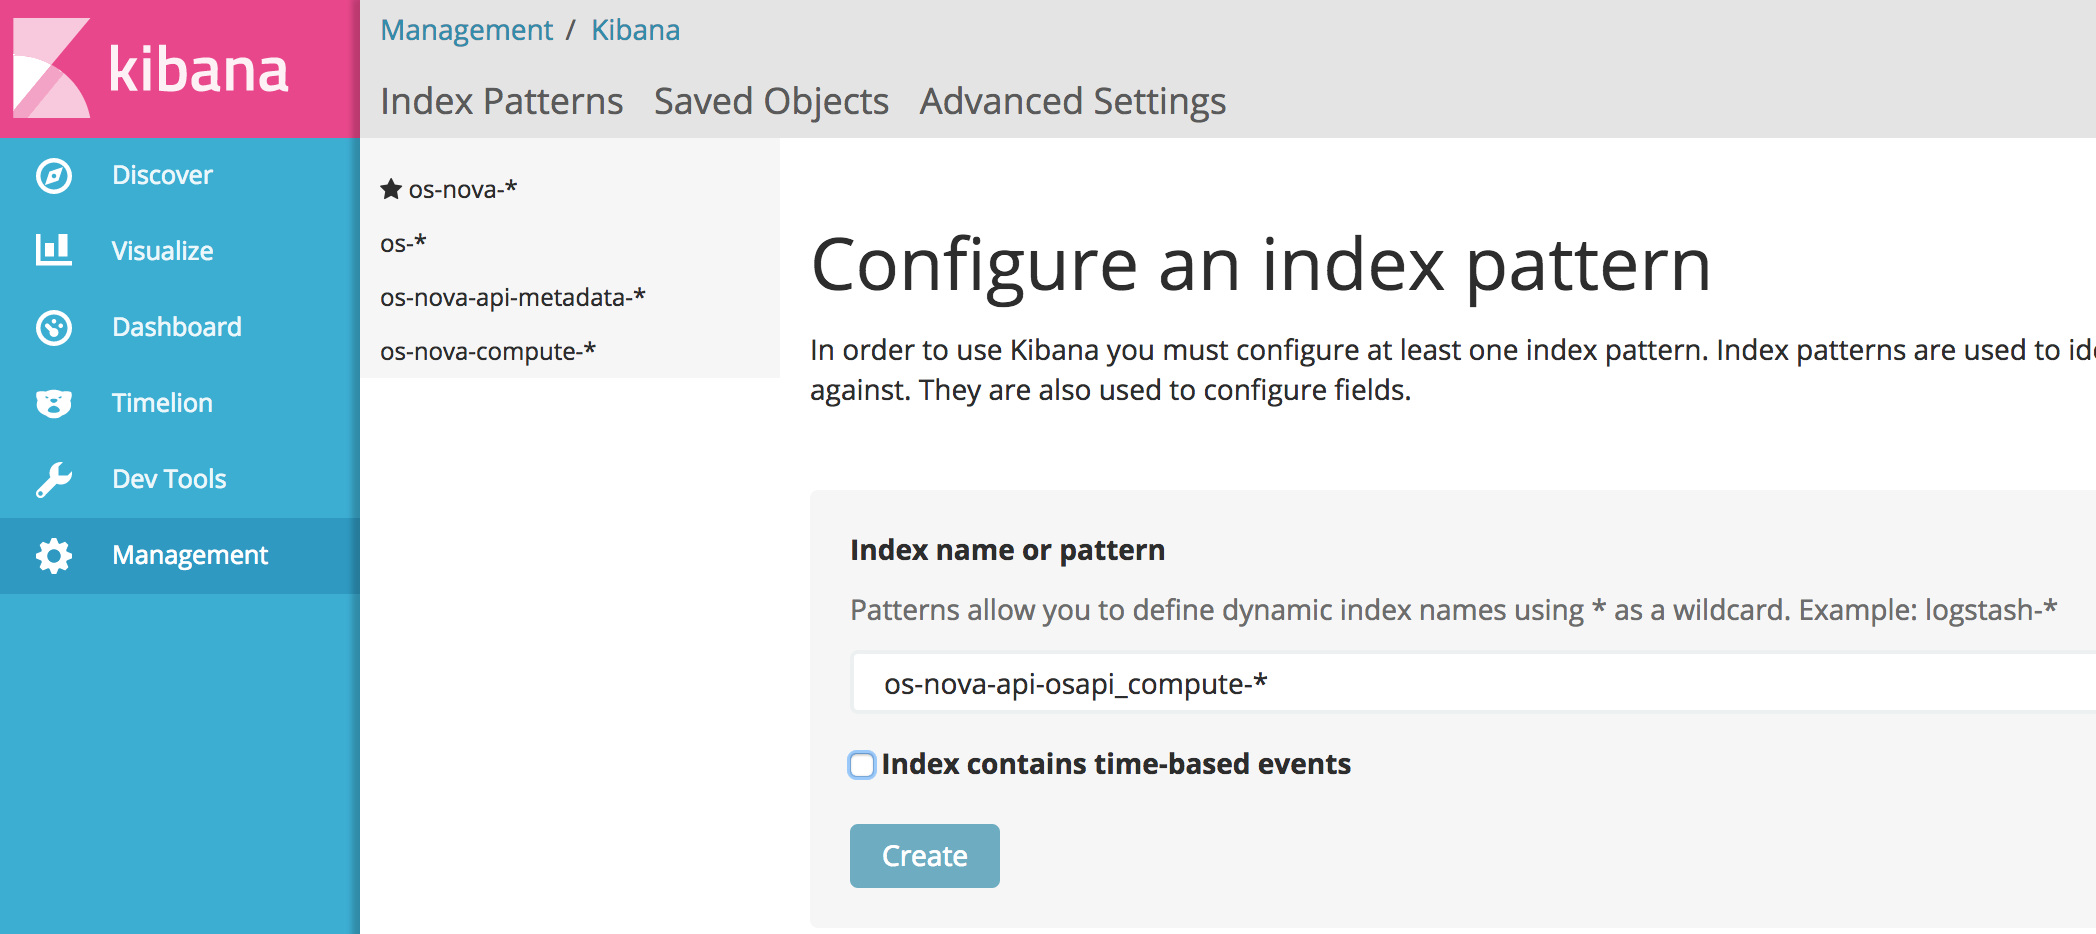 kibana
Discover
Visualize
Dashboard
Timelion
Dev Tools
Management
Management / Kibana
Index Patterns Saved Objects Advanced Settings
os-nova-*
os-*
os-nova-api-metadata-*
os-nova-compute-*
Configure an index pattern
In order to use Kibana you must configure at least one index pattern. Index patterns are used to
against. They are also used to configure fields.
Index name or pattern
Patterns allow you to define dynamic index names using * as a wildcard. Example: logstash-*
os-nova-api-osapi_compute-*
Index contains time-based events
Create